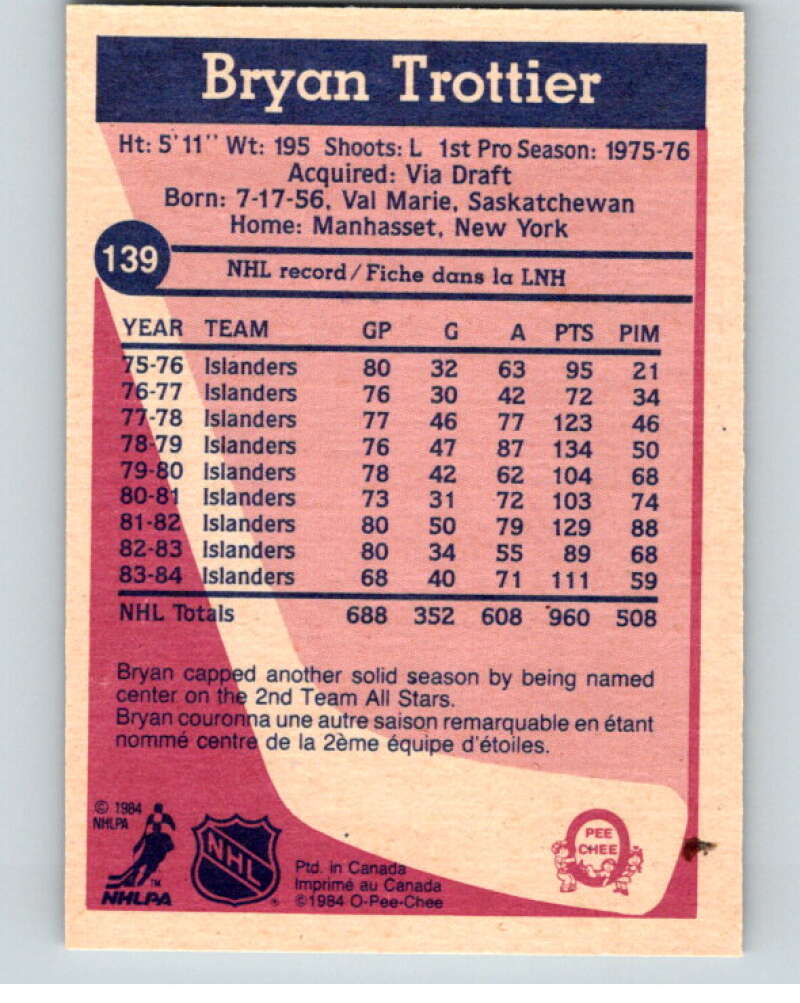 Bryan Trottier
Ht: 5'11" Wt: 195 Shoots: L 1st Pro Season: 1975-76
Acquired: Via Draft
Born: 7-17-56, Val Marie, Saskatchewan
Home: Manhasset, New York
139
NHL record/Fiche dans la LNH
YEAR TEAM GP G A PTS PIM
75-76 Islanders 80 32 63 95 21
76-77 Islanders 76 30 42 72 34
77-78 Islanders 77 46 77 123 46
78-79 Islanders 76 47 87 134 50
79-80 Islanders 78 42 62 104 68
80-81 Islanders 73 31 72 103 74
81-82 Islanders 80 50 79 129 88
82-83 Islanders 80 34 55 89 68
83-84 Islanders 68 40 71 111 59
NHL Totals 688 352 608 960 508
Bryan capped another solid season by being named
center on the 2nd Team All Stars.
Bryan couronna une autre saison remarquable en étant
nommé centre de la 2ème équipe d'étoiles.
© 1984
NHLPA
TM
NHLPA
NHL
Ptd. in Canada
Imprimé au Canada
©1984 O-Pee-Chee
PEE
CHEE